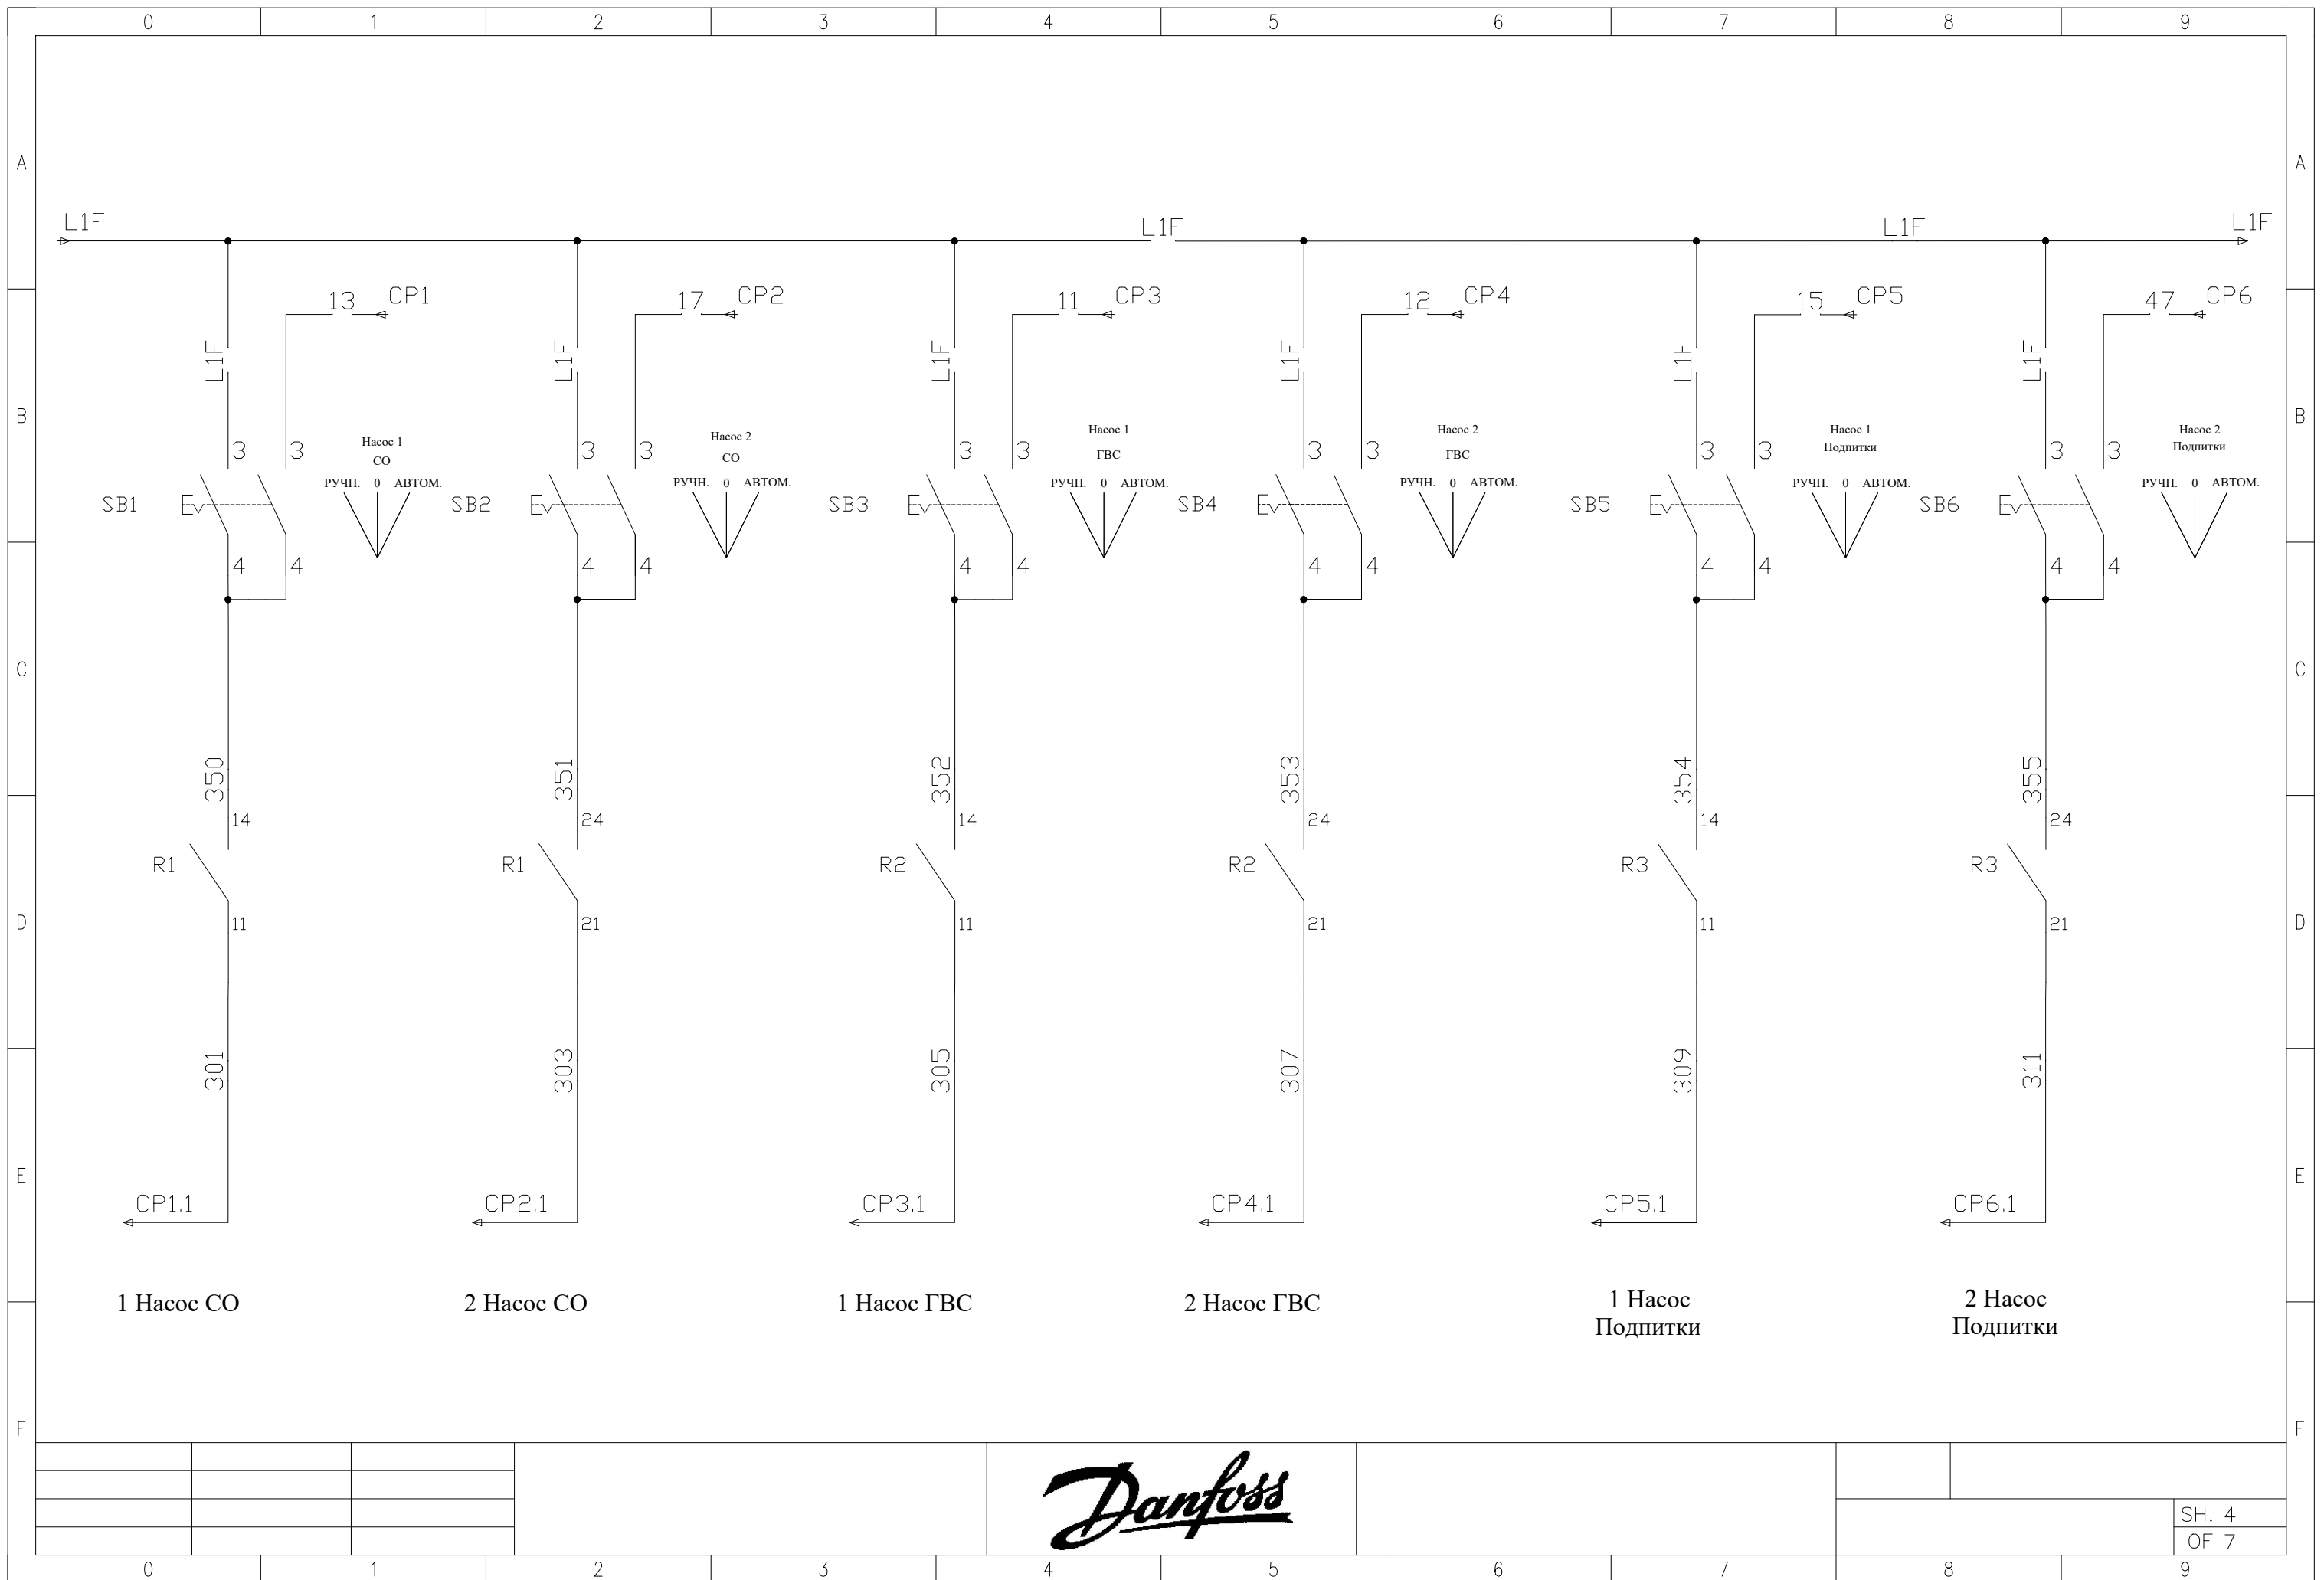 0 1 2 3 4 5 6 7 8 9
A A
L1F L1F L1F L1F
13 CP1 17 CP2 11 CP3 12 CP4 15 CP5 47 CP6
L1F L1F L1F L1F L1F L1F
B B
Насос 1 Насос 2 Насос 1 Насос 2 Насос 1 Насос 2
СО СО ГВС ГВС Подпитки Подпитки
3 3 3 3 3 3 3 3 3 3 3 3
РУЧН. 0 АВТОМ. РУЧН. 0 АВТОМ. РУЧН. 0 АВТОМ. РУЧН. 0 АВТОМ. РУЧН. 0 АВТОМ. РУЧН. 0 АВТОМ.
SB1 SB2 SB3 SB4 SB5 SB6
4 4 4 4 4 4 4 4 4 4 4 4
C C
350 351 352 353 354 355
14 24 14 24 14 24
R1 R1 R2 R2 R3 R3
11 21 11 21 11 21
D D
301 303 305 307 309 311
E E
CP1.1 CP2.1 CP3.1 CP4.1 CP5.1 CP6.1
1 Насос СО 2 Насос СО 1 Насос ГВС 2 Насос ГВС 1 Насос 2 Насос
Подпитки Подпитки
F F
Danfoss
SH. 4
OF 7
0 1 2 3 4 5 6 7 8 9